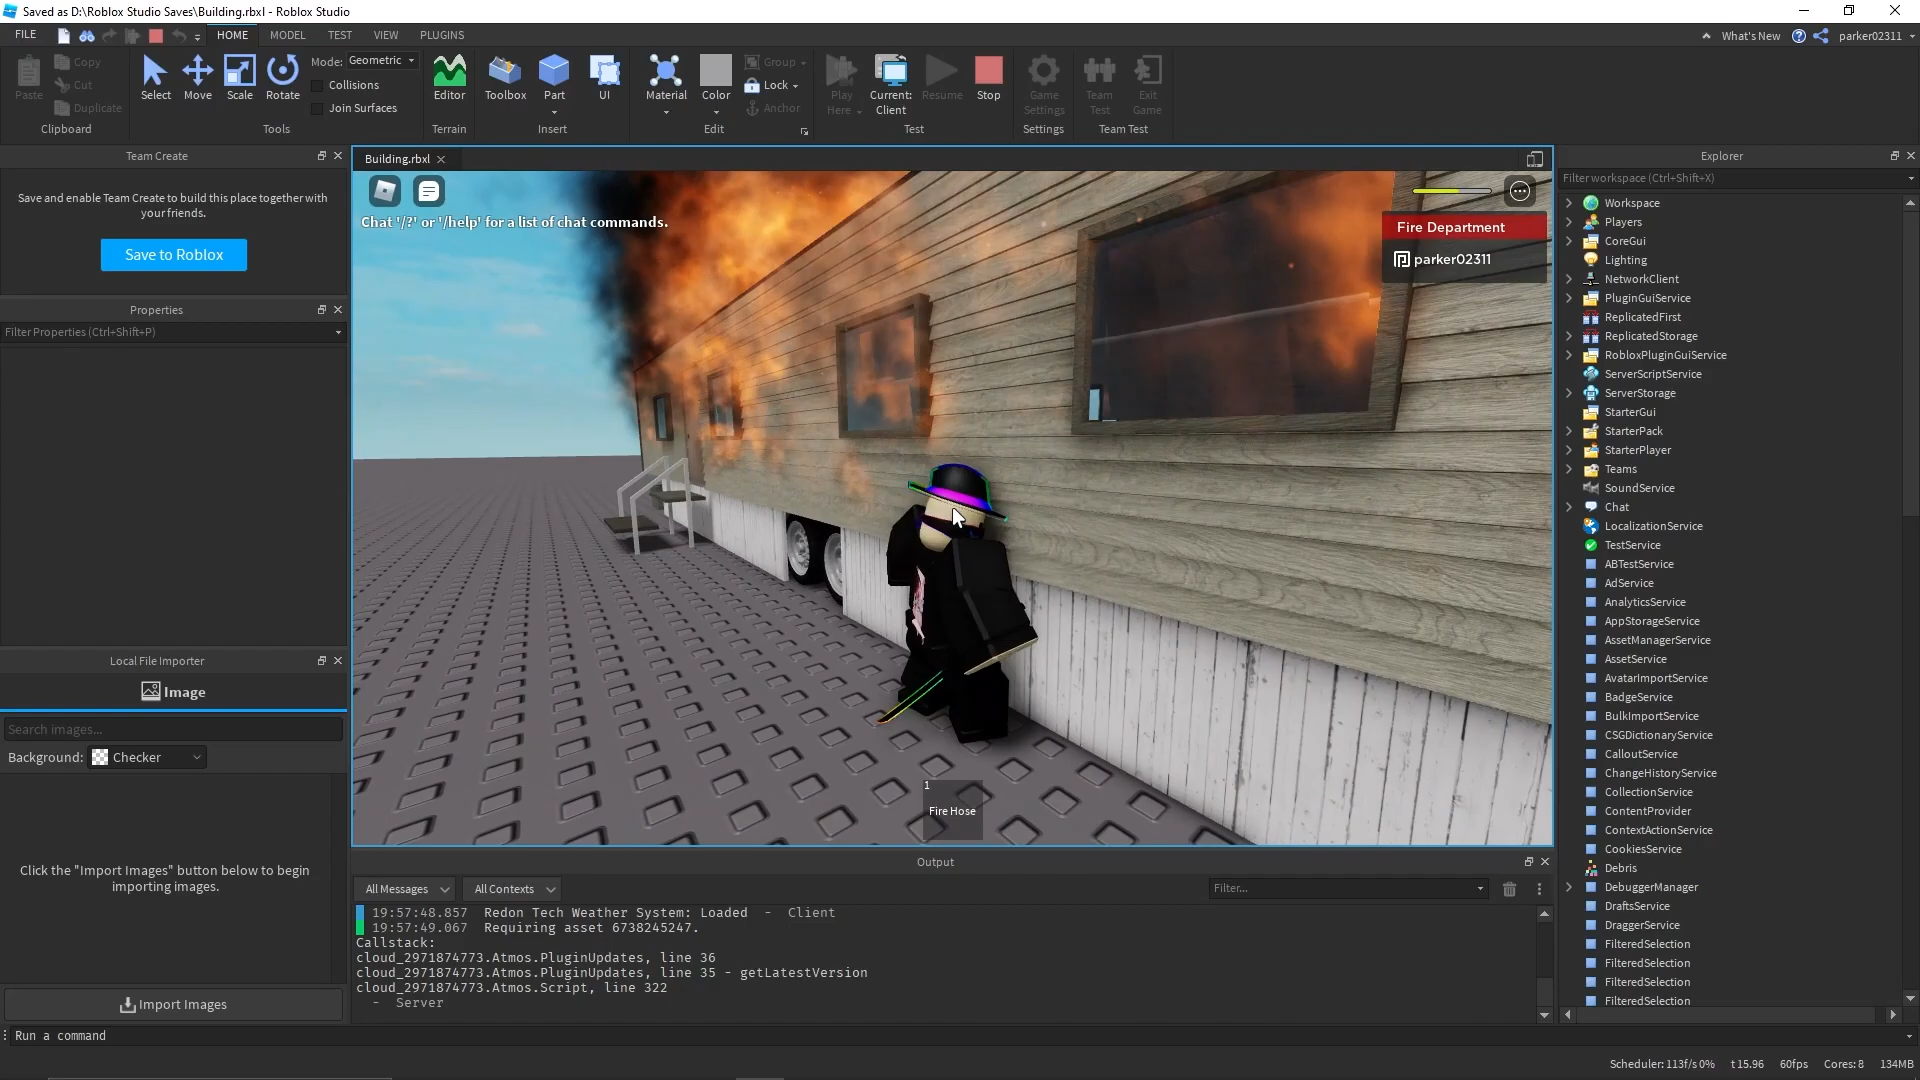 Saved as D:\Roblox Studio Saves\Building.rbxl - Roblox Studio
FILE
HOME
MODEL
TEST
VIEW
PLUGINS
What's New
parker02311
Paste
Copy
Cut
Duplicate
Clipboard
Select
Move
Scale
Rotate
Mode:
Geometric
Collisions
Join Surfaces
Tools
Editor
Terrain
Toolbox
Part
UI
Insert
Material
Color
Group
Lock
Anchor
Edit
Play
Here
Current:
Client
Resume
Stop
Test
Game
Settings
Settings
Team
Test
Exit
Game
Team Test
Team Create
Save and enable Team Create to build this place together with
your friends.
Save to Roblox
Properties
Filter Properties (Ctrl+Shift+P)
Local File Importer
Image
Search images...
Background:
Checker
Click the "Import Images" button below to begin
importing images.
Import Images
Building.rbxl
Chat '/?' or '/help' for a list of chat commands.
Fire Department
parker02311
1
Fire Hose
Output
All Messages
All Contexts
Filter...
19:57:48.857 Redon Tech Weather System: Loaded - Client
19:57:49.067 Requiring asset 6738245247.
Callstack:
cloud_2971874773.Atmos.PluginUpdates, line 36
cloud_2971874773.Atmos.PluginUpdates, line 35 - getLatestVersion
cloud_2971874773.Atmos.Script, line 322
- Server
Explorer
Filter workspace (Ctrl+Shift+X)
Workspace
Players
CoreGui
Lighting
NetworkClient
PluginGuiService
ReplicatedFirst
ReplicatedStorage
RobloxPluginGuiService
ServerScriptService
ServerStorage
StarterGui
StarterPack
StarterPlayer
Teams
SoundService
Chat
LocalizationService
TestService
ABTestService
AdService
AnalyticsService
AppStorageService
AssetManagerService
AssetService
AvatarImportService
BadgeService
BulkImportService
CSGDictionaryService
CalloutService
ChangeHistoryService
CollectionService
ContentProvider
ContextActionService
CookiesService
Debris
DebuggerManager
DraftsService
DraggerService
FilteredSelection
FilteredSelection
FilteredSelection
FilteredSelection
Run a command
Scheduler: 113f/s 0%
t 15.96
60fps
Cores: 8
134MB